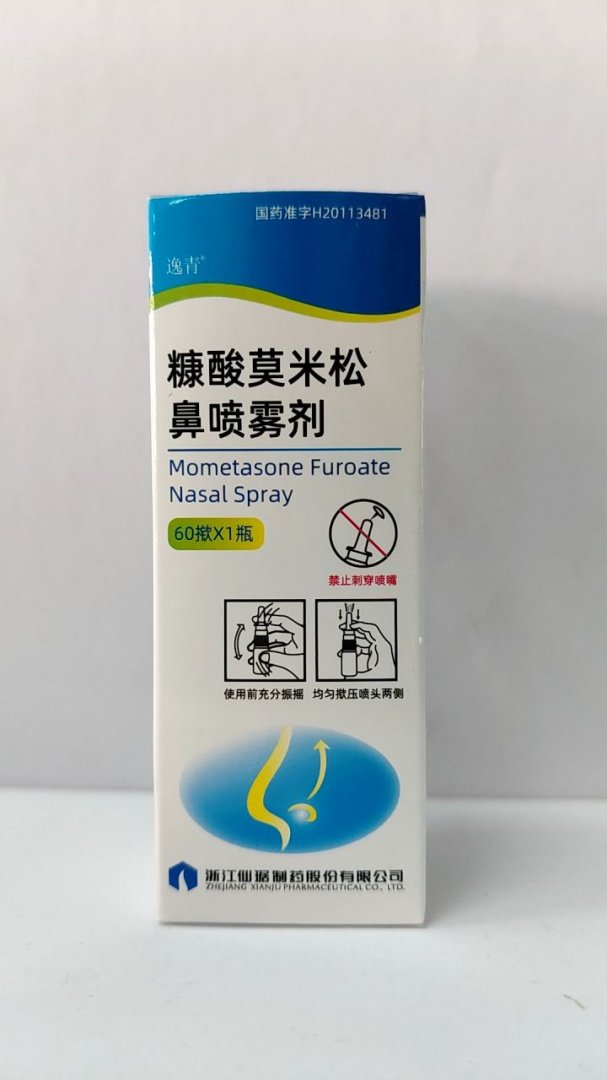 国药准字H20113481
逸青®
糠酸莫米松
鼻喷雾剂
Mometasone Furoate
Nasal Spray
60揿X1瓶
禁止刺穿喷嘴
使用前充分振摇 均匀揿压喷头两侧
浙江仙琚制药股份有限公司
ZHEJIANG XIANJU PHARMACEUTICAL CO., LTD.